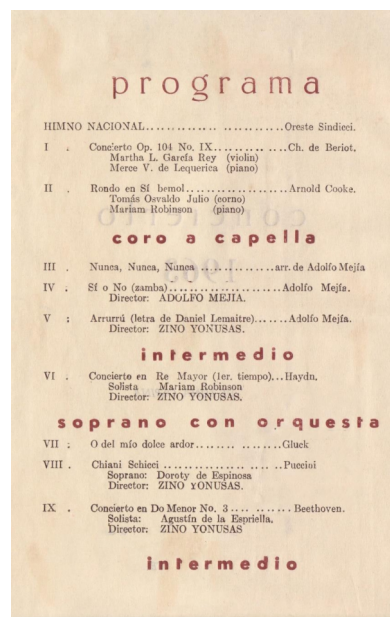 programa
HIMNO NACIONAL.......................Oreste Sindicci.
I . Concierto Op. 104 No. IX...............Ch. de Beriot.
Martha L. García Rey (violin)
Merce V. de Lequerica (piano)
II . Rondo en Sí bemol....................Arnold Cooke.
Tomás Osvaldo Julio (corno)
Mariam Robinson (piano)
coro a capella
III . Nunca, Nunca, Nunca ..............arr. de Adolfo Mejía
IV . Sí o No (zamba)......................Adolfo Mejía.
Director: ADOLFO MEJIA.
V ; Arrurrú (letra de Daniel Lemaitre)......Adolfo Mejía.
Director: ZINO YONUSAS.
intermedio
VI . Concierto en Re Mayor (1er. tiempo)...Haydn.
Solista Mariam Robinson
Director: ZINO YONUSAS.
soprano con orquesta
VII : O del mío dolce ardor................Gluck
VIII . Chiani Schicci ......................Puccini
Soprano: Doroty de Espinosa
Director: ZINO YONUSAS.
IX . Concierto en Do Menor No. 3.............Beethoven.
Solista: Agustín de la Espriella.
Director: ZINO YONUSAS
intermedio